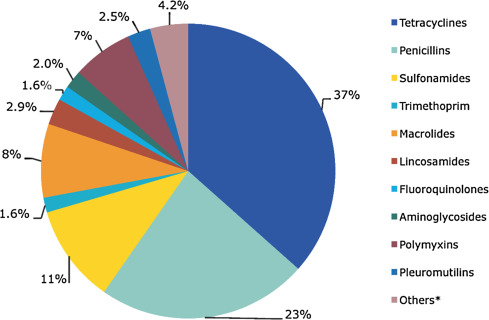 4.2%
2.5%
7%
2.0%
1.6%
2.9%
8%
1.6%
11%
23%
37%
Tetracyclines
Penicillins
Sulfonamides
Trimethoprim
Macrolides
Lincosamides
Fluoroquinolones
Aminoglycosides
Polymyxins
Pleuromutilins
Others*